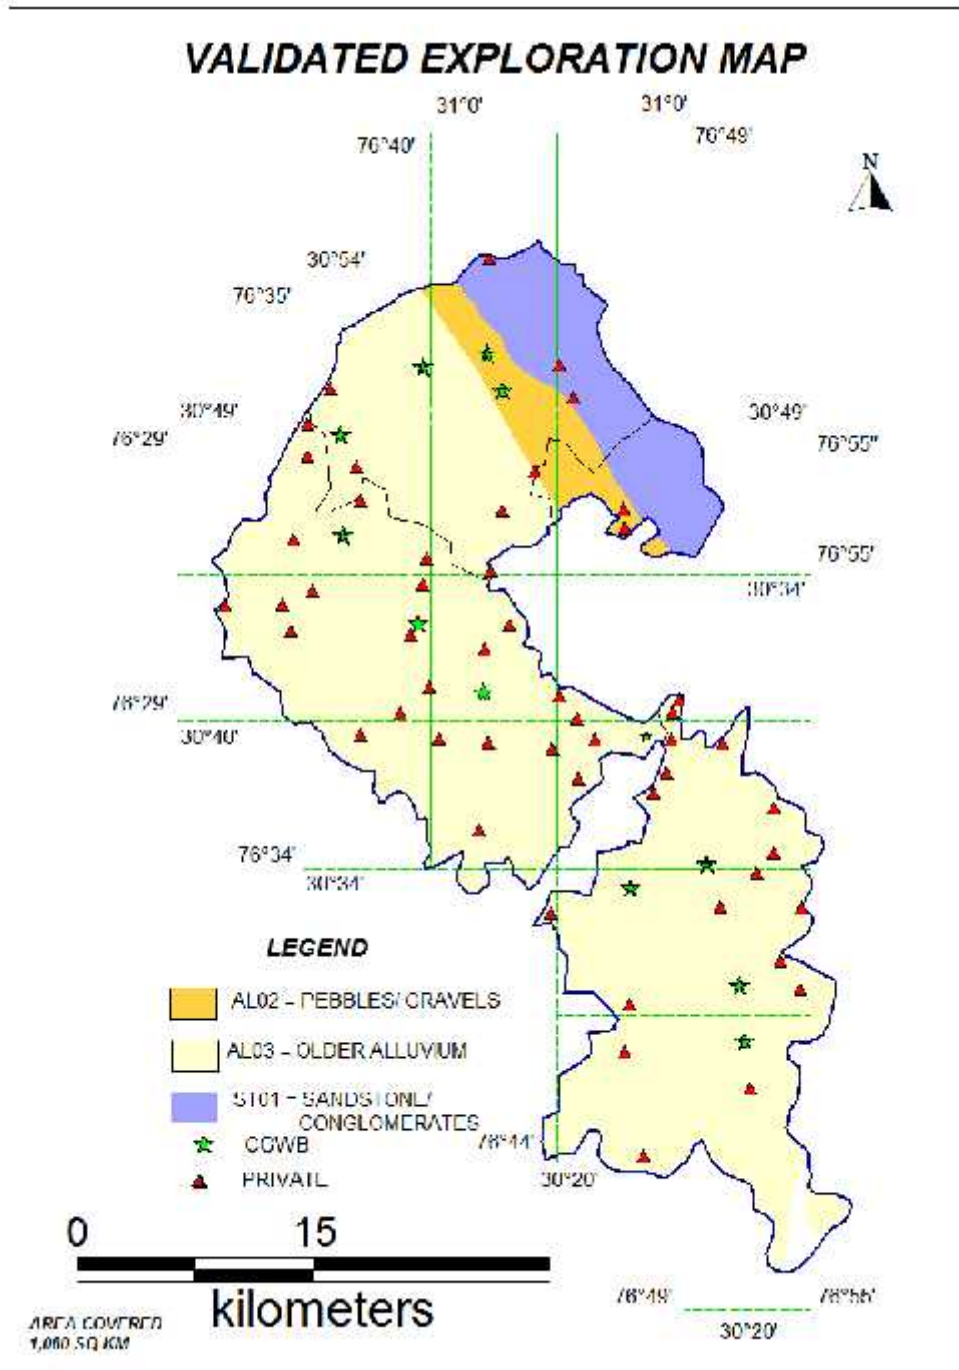 VALIDATED EXPLORATION MAP
31°0' 31°0'
76°40' 76°49'
N
30°54'
76°35'
30°49' 30°49'
76°29' 76°55"
76°55'
30°34'
76°29'
30°40'
76°34'
30°34'
LEGEND
AL02 - PEBBLES/ GRAVELS
AL03 - OLDER ALLUVIUM
ST01 - SANDSTONE/
CONGLOMERATES
CGWB
PRIVATE
76°44'
30°20'
0 15
kilometers
76°49' 76°55'
30°20'
AREA COVERED
1,060 SQ KM